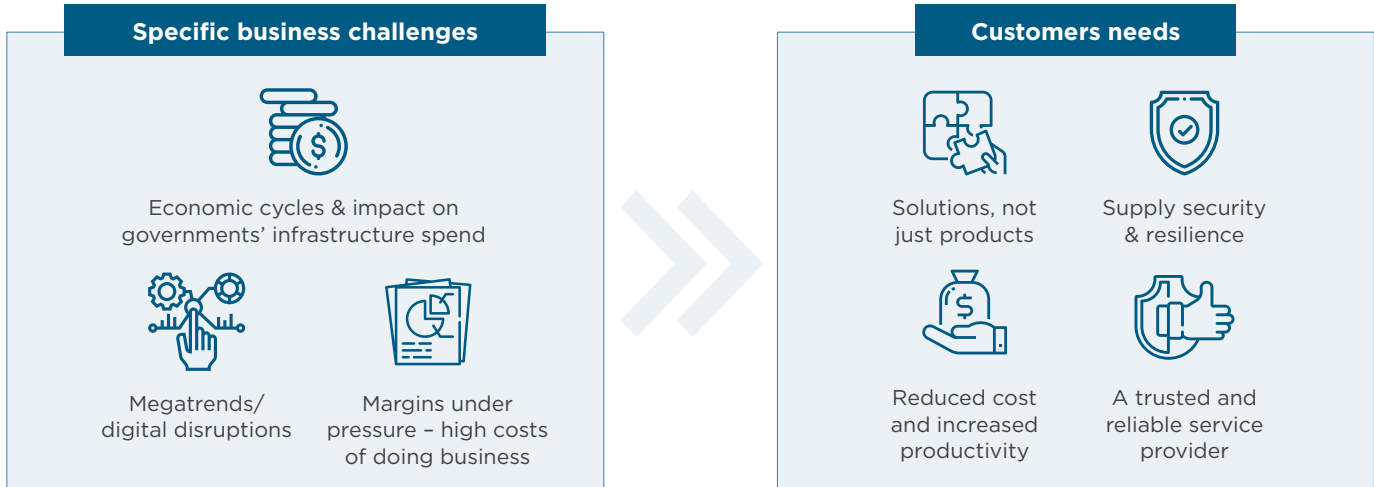 Specific business challenges
$
Economic cycles & impact on
governments’ infrastructure spend
Megatrends/
digital disruptions
Margins under
pressure – high costs
of doing business
Customers needs
Solutions, not
just products
Supply security
& resilience
$
Reduced cost
and increased
productivity
A trusted and
reliable service
provider